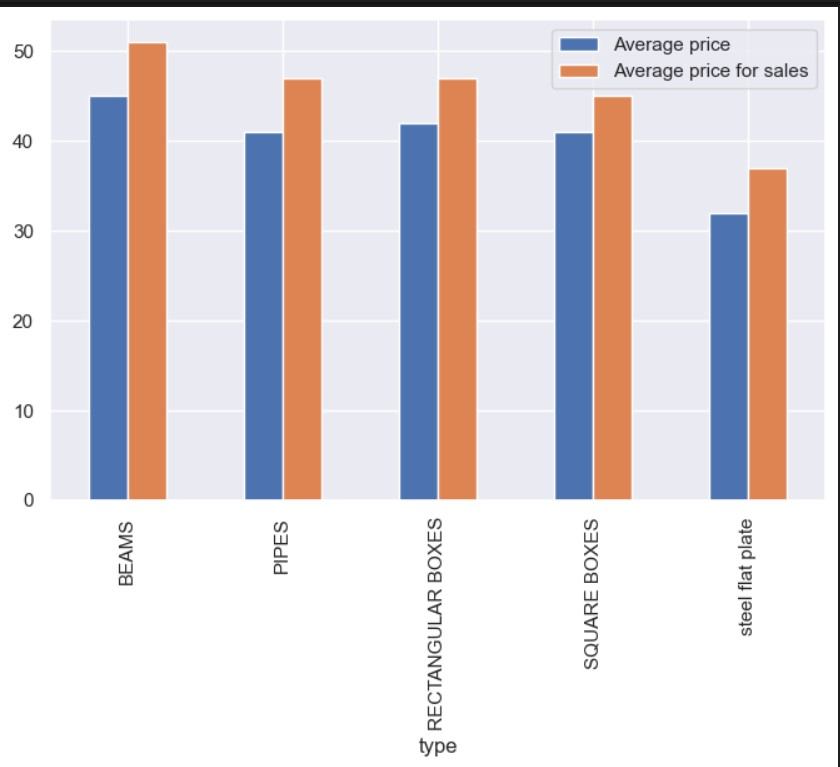 50
40
30
20
10
0
Average price
Average price for sales
BEAMS
PIPES
RECTANGULAR BOXES
SQUARE BOXES
steel flat plate
type